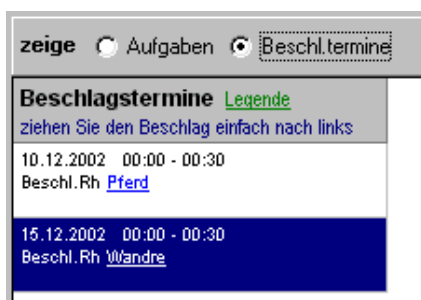 zeige Aufgaben Beschl.termine
Beschlagstermine Legende
ziehen Sie den Beschlag einfach nach links
10.12.2002 00:00 - 00:30
Beschl.Rh Pferd
15.12.2002 00:00 - 00:30
Beschl.Rh Wandre